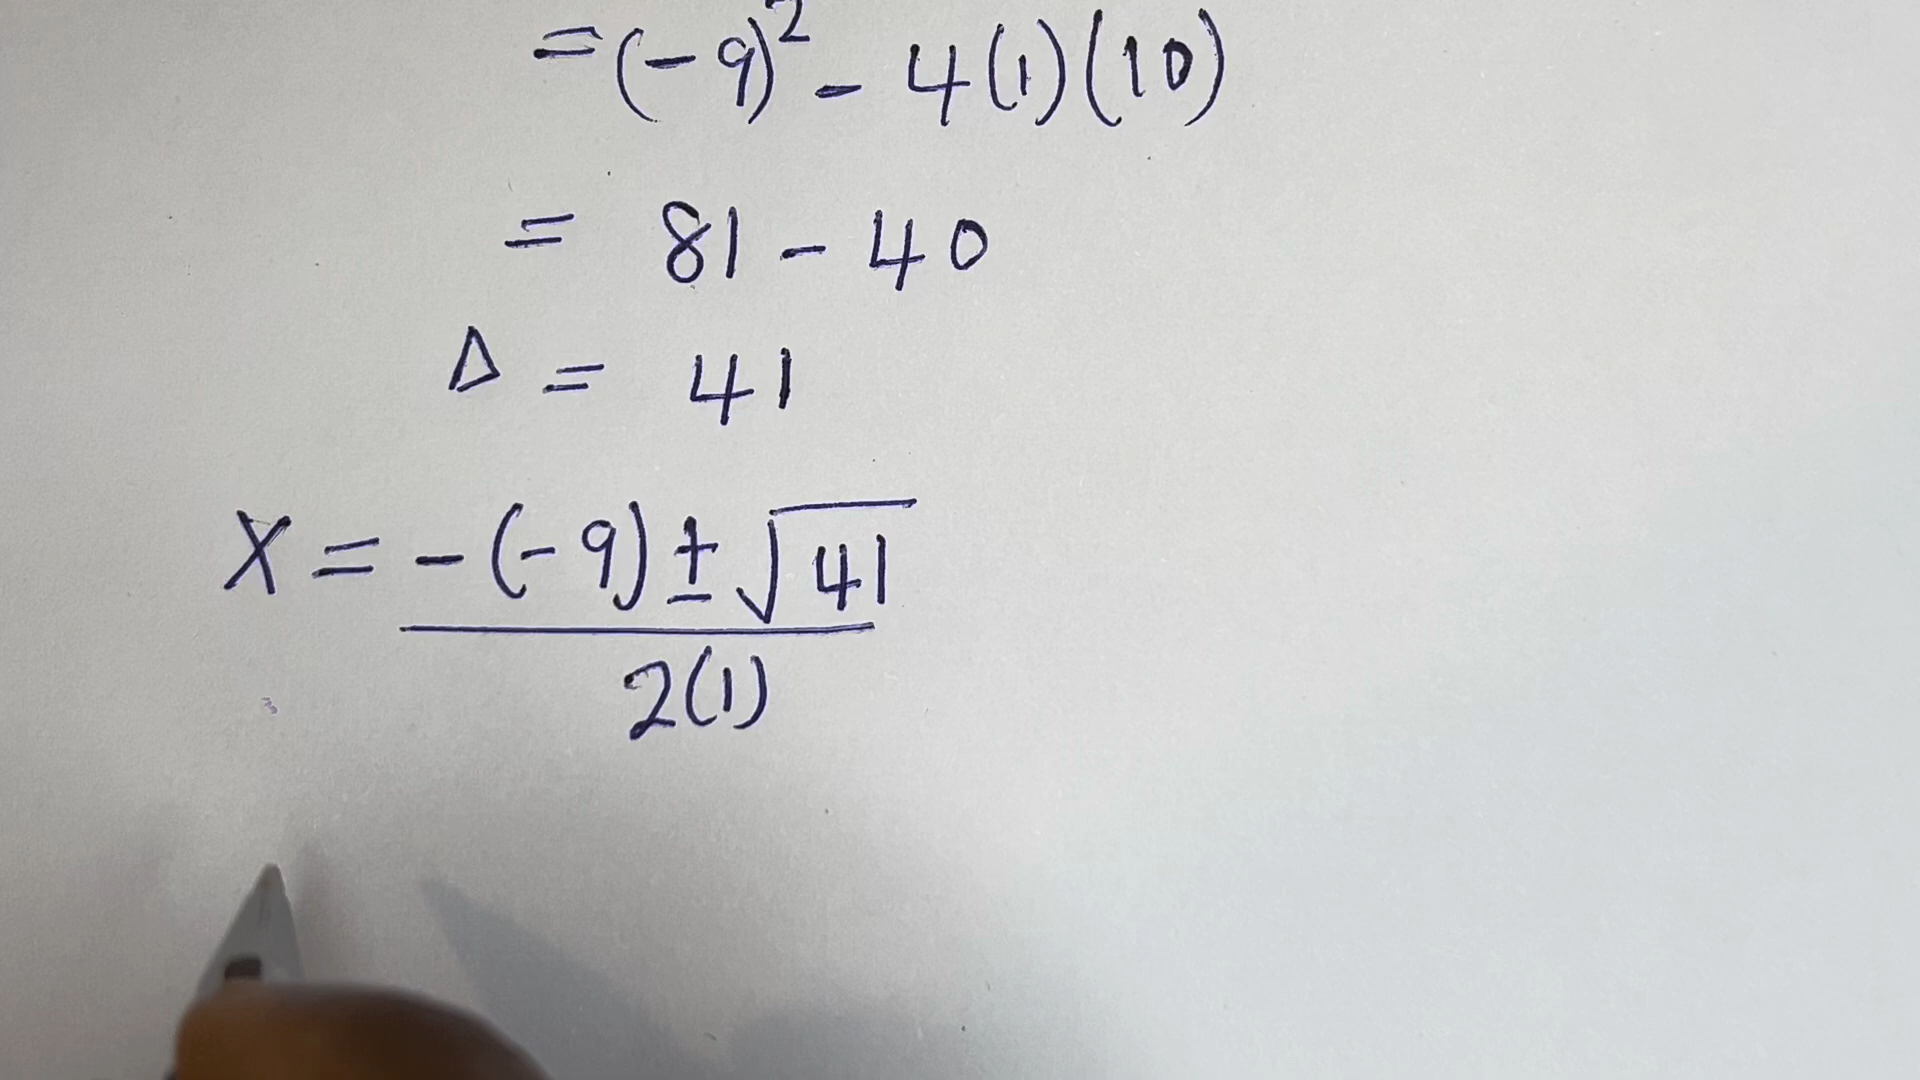 =(-9)² - 4(1)(10)
= 81 - 40
Δ = 41
X = -(-9) ± √41
2(1)